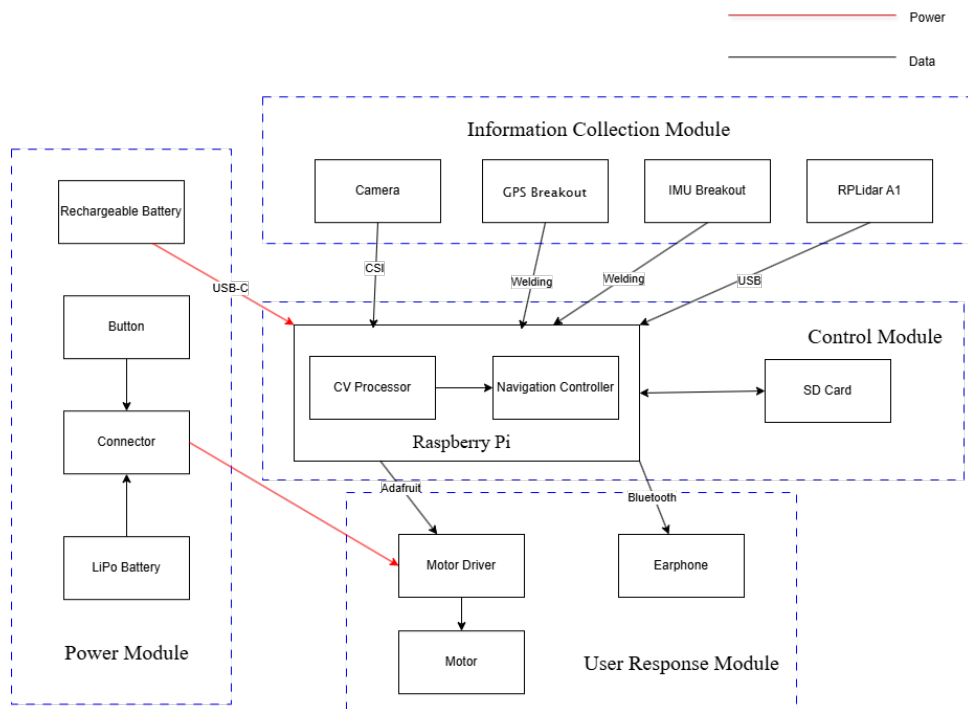 Power
Data
Information Collection Module
Camera
GPS Breakout
IMU Breakout
RPLidar A1
Rechargeable Battery
CSI
Welding
Welding
USB
USB-C
Button
Control Module
CV Processor
Navigation Controller
SD Card
Connector
Raspberry Pi
Adafruit
Bluetooth
LiPo Battery
Motor Driver
Earphone
Power Module
Motor
User Response Module